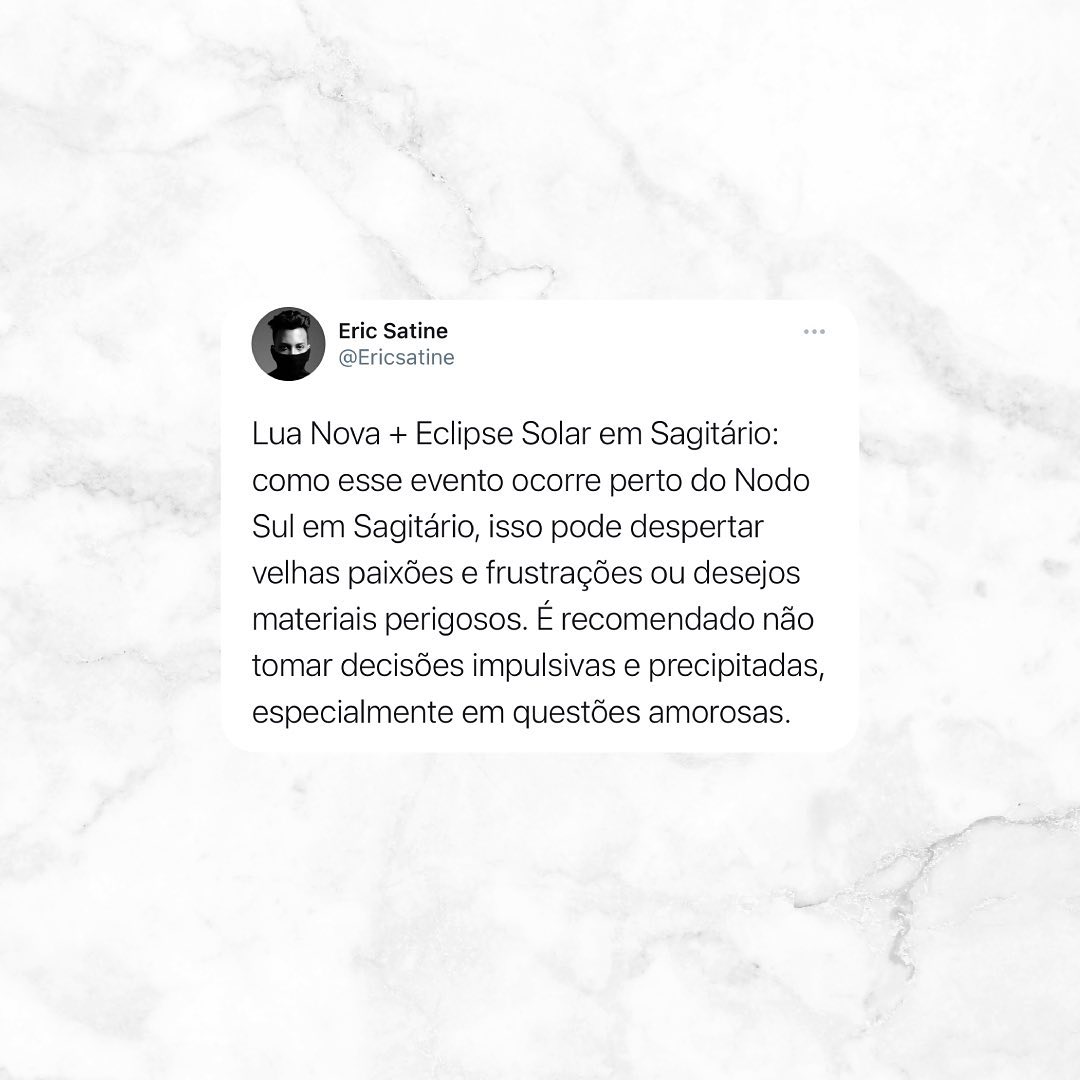 Eric Satine
@Ericsatine
Lua Nova + Eclipse Solar em Sagitário:
como esse evento ocorre perto do Nodo
Sul em Sagitário, isso pode despertar
velhas paixões e frustrações ou desejos
materiais perigosos. É recomendado não
tomar decisões impulsivas e precipitadas,
especialmente em questões amorosas.